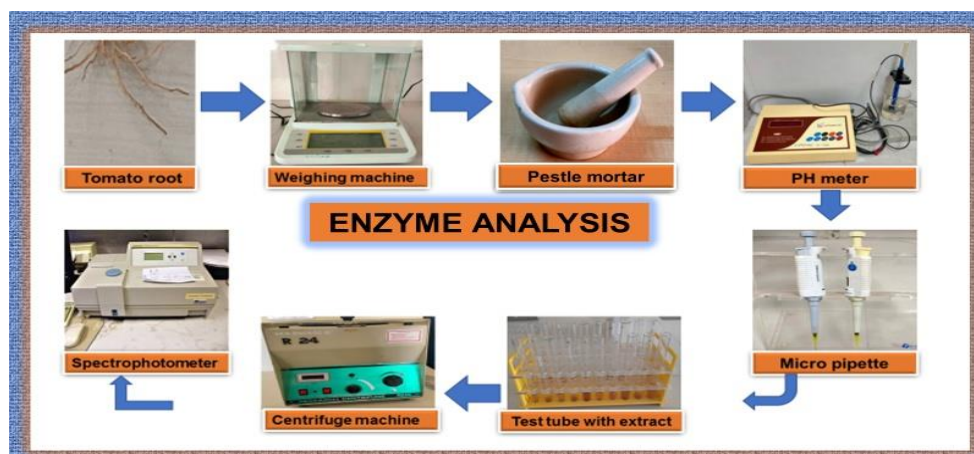 Tomato root
Weighing machine
Pestle mortar
PH meter
ENZYME ANALYSIS
Spectrophotometer
Centrifuge machine
Test tube with extract
Micro pipette
R 24